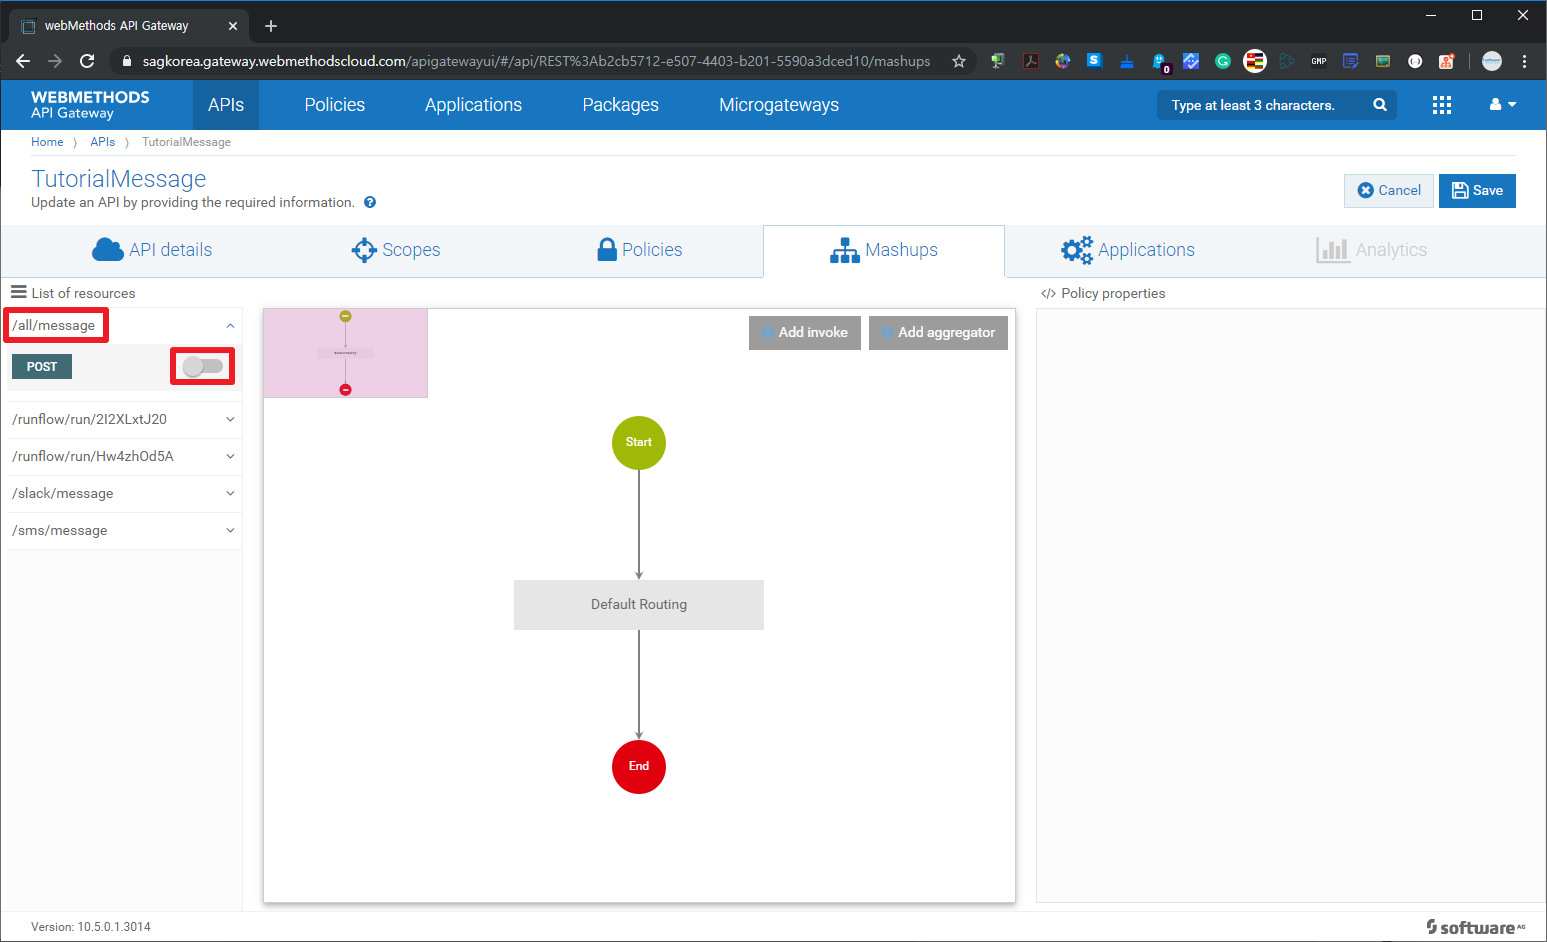 webMethods API Gateway
sagkorea.gateway.webmethodscloud.com/apigatewayui/#/api/REST%3Ab2cb5712-e507-4403-b201-5590a3dced10/mashups
S
0
G
GMP
WEBMETHODS
API Gateway
APIs
Policies
Applications
Packages
Microgateways
Type at least 3 characters.
Home
APIs
TutorialMessage
TutorialMessage
Update an API by providing the required information.
Cancel
Save
API details
Scopes
Policies
Mashups
Applications
Analytics
List of resources
</> Policy properties
/all/message
POST
/runflow/run/2I2XLxtJ20
/runflow/run/Hw4zhOd5A
/slack/message
/sms/message
Default Routing
Add invoke
Add aggregator
Start
Default Routing
End
Version: 10.5.0.1.3014
software AG